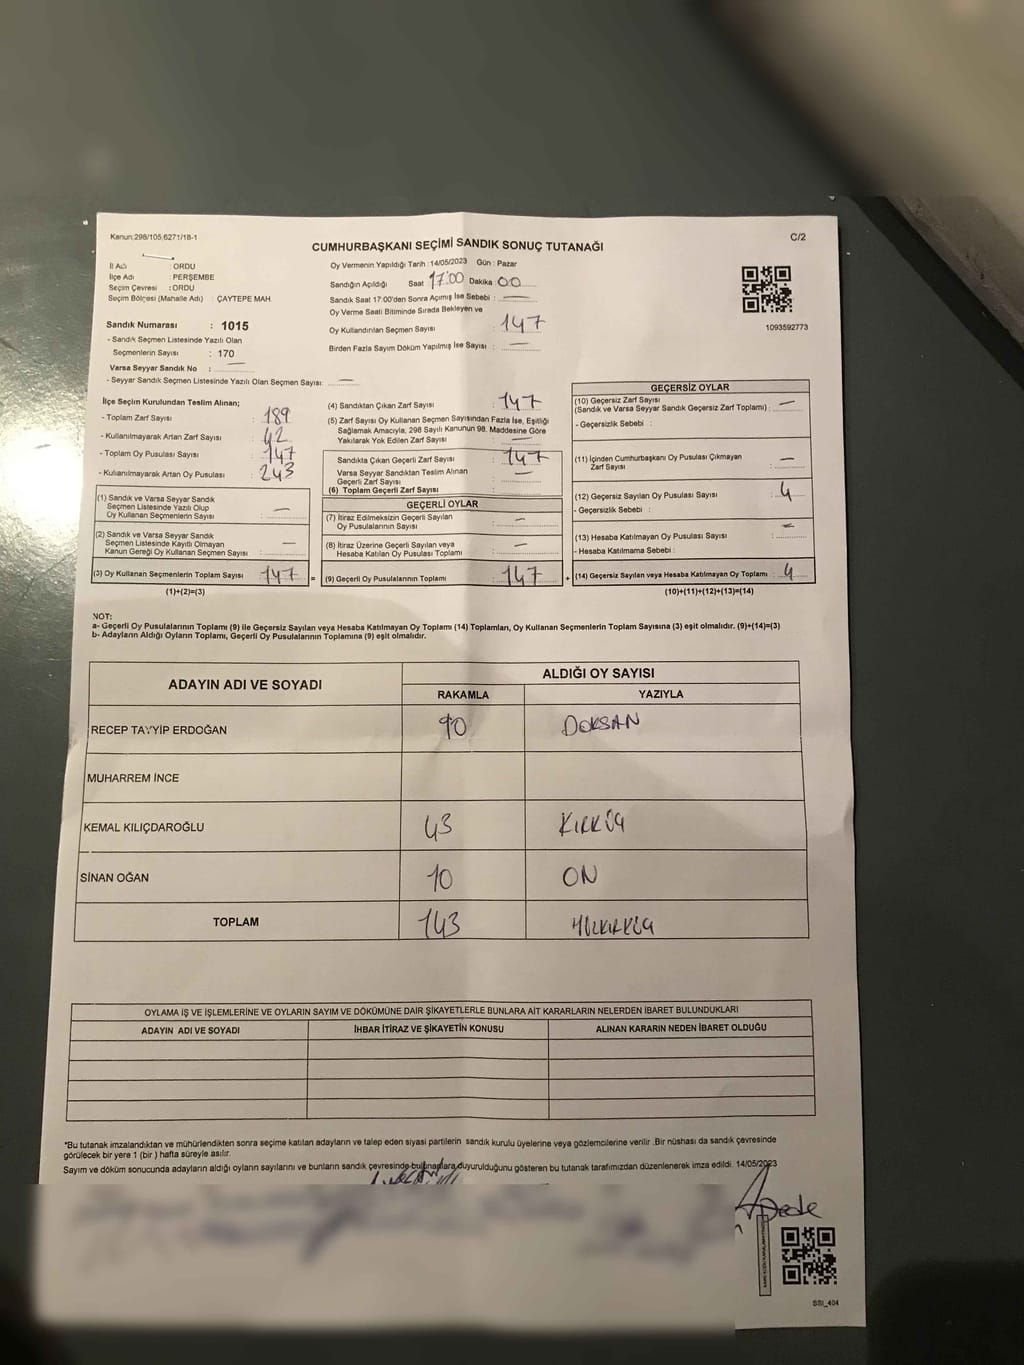 Kanun:298/105,6271/18-1
CUMHURBAŞKANI SEÇİMİ SANDIK SONUÇ TUTANAĞI
C/2
İl Adı : ORDU
İlçe Adı : PERŞEMBE
Seçim Çevresi : ORDU
Seçim Bölgesi (Mahalle Adı) : ÇAYTEPE MAH.
Sandık Numarası : 1015
- Sandık Seçmen Listesinde Yazılı Olan
Seçmenlerin Sayısı : 170
Varsa Seyyar Sandık No : —
- Seyyar Sandık Seçmen Listesinde Yazılı Olan Seçmen Sayısı: —
Oy Vermenin Yapıldığı Tarih :14/05/2023 Gün : Pazar
Sandığın Açıldığı Saat 17:00 Dakika 00
Sandık Saat 17:00'den Sonra Açılmış İse Sebebi : —
Oy Verme Saati Bitiminde Sırada Bekleyen ve
Oy Kullandırılan Seçmen Sayısı : 147
Birden Fazla Sayım Döküm Yapılmış İse Sayısı : —
1093592773
İlçe Seçim Kurulundan Teslim Alınan;
- Toplam Zarf Sayısı : 189
- Kullanılmayarak Artan Zarf Sayısı : 42
- Toplam Oy Pusulası Sayısı : 147
- Kullanılmayarak Artan Oy Pusulası : 243
(1) Sandık ve Varsa Seyyar Sandık
Seçmen Listesinde Yazılı Olup
Oy Kullanan Seçmenlerin Sayısı : —
(2) Sandık ve Varsa Seyyar Sandık
Seçmen Listesinde Kayıtlı Olmayan
Kanun Gereği Oy Kullanan Seçmen Sayısı : —
(3) Oy Kullanan Seçmenlerin Toplam Sayısı : 147
(1)+(2)=(3)
(4) Sandıktan Çıkan Zarf Sayısı : 147
(5) Zarf Sayısı Oy Kullanan Seçmen Sayısından Fazla İse, Eşitliği
Sağlamak Amacıyla, 298 Sayılı Kanunun 98. Maddesine Göre
Yakılarak Yok Edilen Zarf Sayısı : —
Sandıkta Çıkan Geçerli Zarf Sayısı : 147
Varsa Seyyar Sandıktan Teslim Alınan
Geçerli Zarf Sayısı : —
(6) Toplam Geçerli Zarf Sayısı :
GEÇERLİ OYLAR
(7) İtiraz Edilmeksizin Geçerli Sayılan
Oy Pusulalarının Sayısı : —
(8) İtiraz Üzerine Geçerli Sayılan veya
Hesaba Katılan Oy Pusulası Toplamı : —
= (9) Geçerli Oy Pusulalarının Toplamı : 147
GEÇERSİZ OYLAR
(10) Geçersiz Zarf Sayısı
(Sandık ve Varsa Seyyar Sandık Geçersiz Zarf Toplamı) : —
- Geçersizlik Sebebi :
(11) İçinden Cumhurbaşkanı Oy Pusulası Çıkmayan
Zarf Sayısı : —
(12) Geçersiz Sayılan Oy Pusulası Sayısı : 4
- Geçersizlik Sebebi :
(13) Hesaba Katılmayan Oy Pusulası Sayısı : —
- Hesaba Katılmama Sebebi :
+ (14) Geçersiz Sayılan veya Hesaba Katılmayan Oy Toplamı : 4
(10)+(11)+(12)+(13)=(14)
NOT:
a- Geçerli Oy Pusulalarının Toplamı (9) ile Geçersiz Sayılan veya Hesaba Katılmayan Oy Toplamı (14) Toplamları, Oy Kullanan Seçmenlerin Toplam Sayısına (3) eşit olmalıdır. (9)+(14)=(3)
b- Adayların Aldığı Oyların Toplamı, Geçerli Oy Pusulalarının Toplamına (9) eşit olmalıdır.
ADAYIN ADI VE SOYADI
ALDIĞI OY SAYISI
RAKAMLA YAZIYLA
RECEP TAYYİP ERDOĞAN 90 DOKSAN
MUHARREM İNCE
KEMAL KILIÇDAROĞLU 43 KIRKÜÇ
SİNAN OĞAN 10 ON
TOPLAM 143 YÜZKIRKÜÇ
OYLAMA İŞ VE İŞLEMLERİNE VE OYLARIN SAYIM VE DÖKÜMÜNE DAİR ŞİKAYETLERLE BUNLARA AİT KARARLARIN NELERDEN İBARET BULUNDUKLARI
ADAYIN ADI VE SOYADI İHBAR İTİRAZ VE ŞİKAYETİN KONUSU ALINAN KARARIN NEDEN İBARET OLDUĞU
*Bu tutanak imzalandıktan ve mühürlendikten sonra seçime katılan adayların ve talep eden siyasi partilerin sandık kurulu üyelerine veya gözlemcilerine verilir .Bir nüshası da sandık çevresinde
görülecek bir yere 1 (bir ) hafta süreyle asılır.
Sayım ve döküm sonucunda adayların aldığı oyların sayılarını ve bunların sandık çevresinde bulunanlara duyurulduğunu gösteren bu tutanak tarafımızdan düzenlenerek imza edildi. 14/05/2023
SSI_404